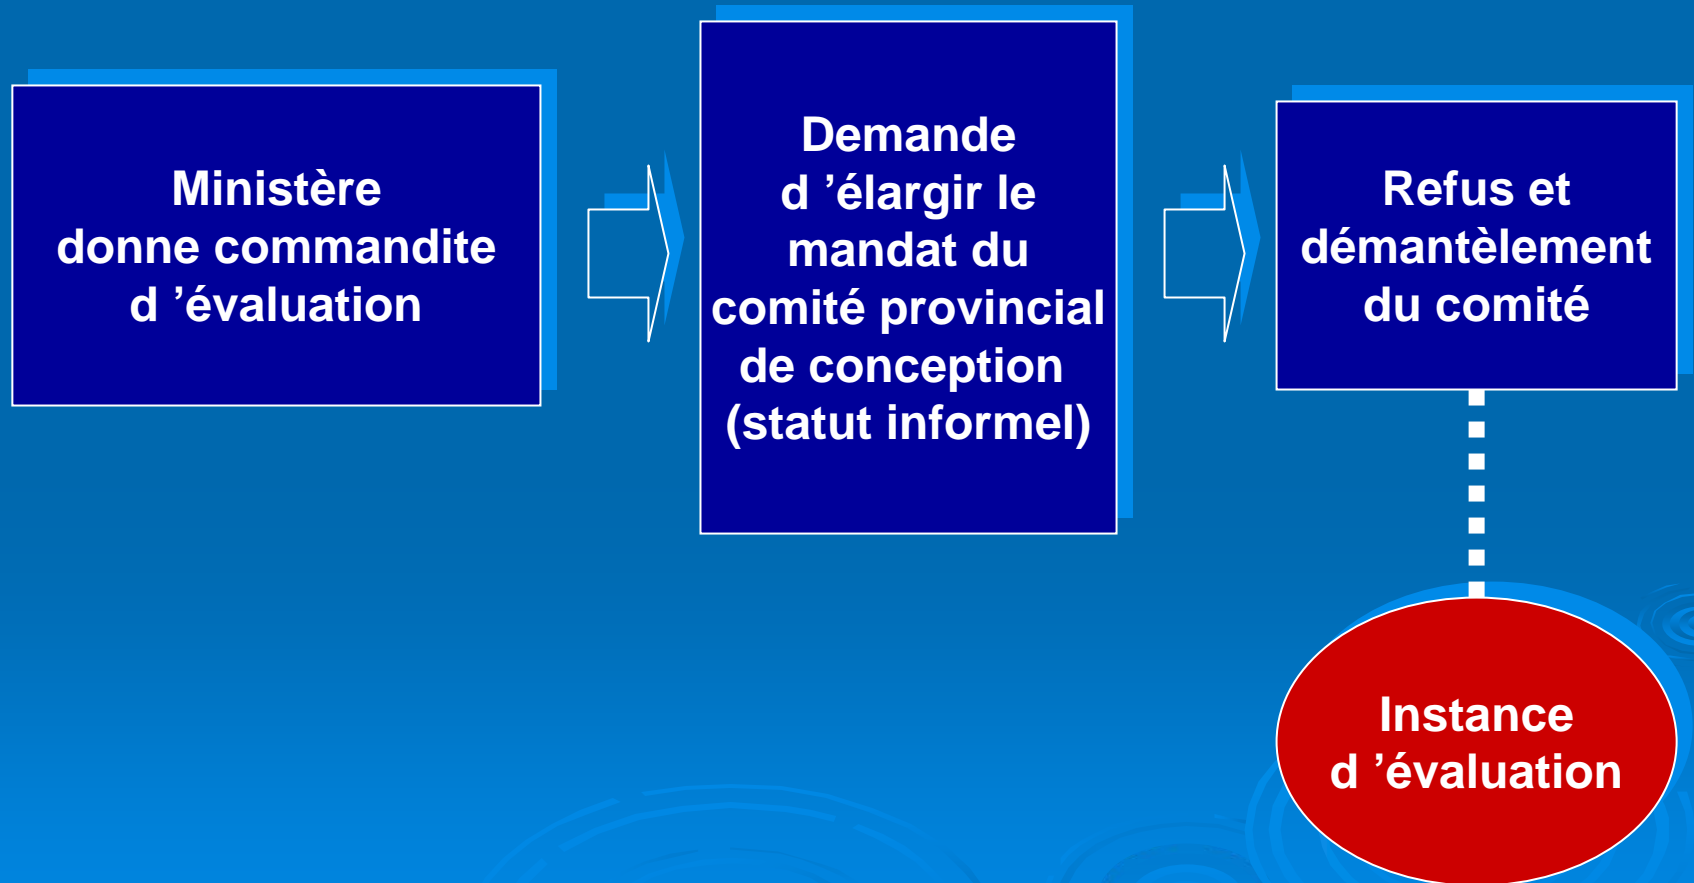 Ministère
donne commandite
d ’évaluation
Demande
d ’élargir le
mandat du
comité provincial
de conception
(statut informel)
Refus et
démantèlement
du comité
Instance
d ’évaluation